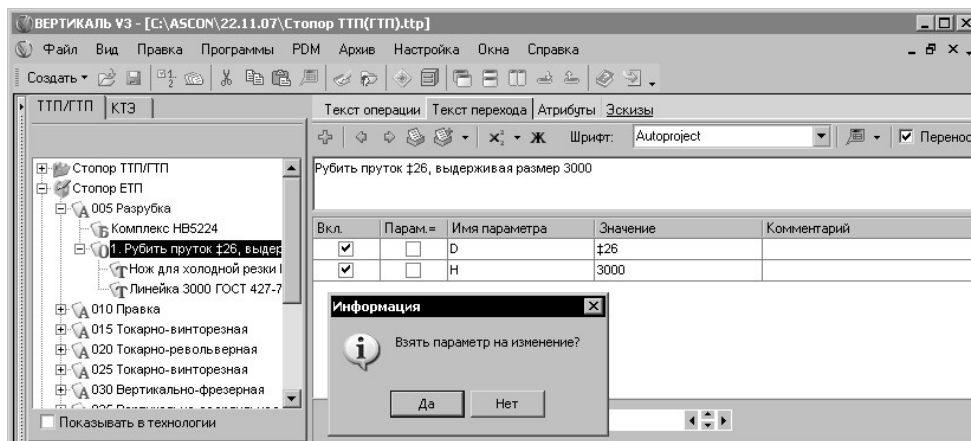 ВЕРТИКАЛЬ V3 - [C:\ASCON\22.11.07\Стопор ТТП(ГТП).ttp]
Файл Вид Правка Программы PDM Архив Настройка Окна Справка
Создать
ТТП/ГТП КТЭ
Текст операции Текст перехода Атрибуты Эскизы
Ж Шрифт: Autoproject Перенос
Рубить пруток ‡26, выдерживая размер 3000
Стопор ТТП/ГТП
Стопор ЕТП
005 Разрубка
Комплекс НВ5224
1. Рубить пруток ‡26, выдер
Нож для холодной резки
Линейка 3000 ГОСТ 427-7
010 Правка
015 Токарно-винторезная
020 Токарно-револьверная
025 Токарно-винторезная
030 Вертикально-фрезерная
Показывать в технологии
Вкл. Парам.= Имя параметра Значение Комментарий
D ‡26
H 3000
Информация
Взять параметр на изменение?
Да Нет